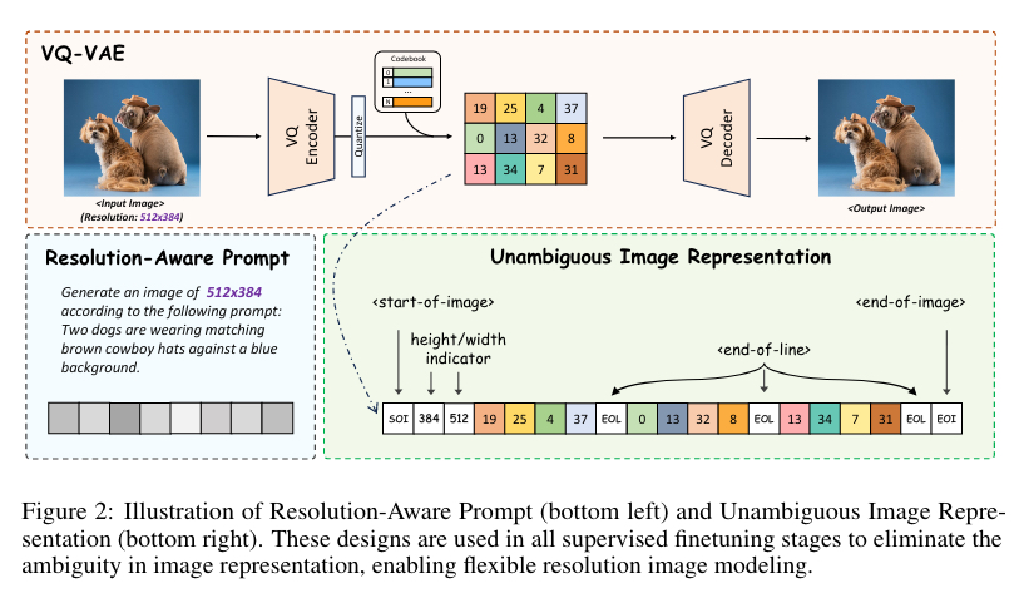 VQ-VAE
<Input Image>
(Resolution: 512x384)
VQ
Encoder
Quantize
Codebook
0
1
...
N
19 25 4 37
0 13 32 8
13 34 7 31
VQ
Decoder
<Output Image>
Resolution-Aware Prompt
Generate an image of 512x384
according to the following prompt:
Two dogs are wearing matching
brown cowboy hats against a blue
background.
Unambiguous Image Representation
<start-of-image>
<end-of-image>
height/width
indicator
<end-of-line>
SOI 384 512 19 25 4 37 EOL 0 13 32 8 EOL 13 34 7 31 EOL EOI
Figure 2: Illustration of Resolution-Aware Prompt (bottom left) and Unambiguous Image Repre-
sentation (bottom right). These designs are used in all supervised finetuning stages to eliminate the
ambiguity in image representation, enabling flexible resolution image modeling.